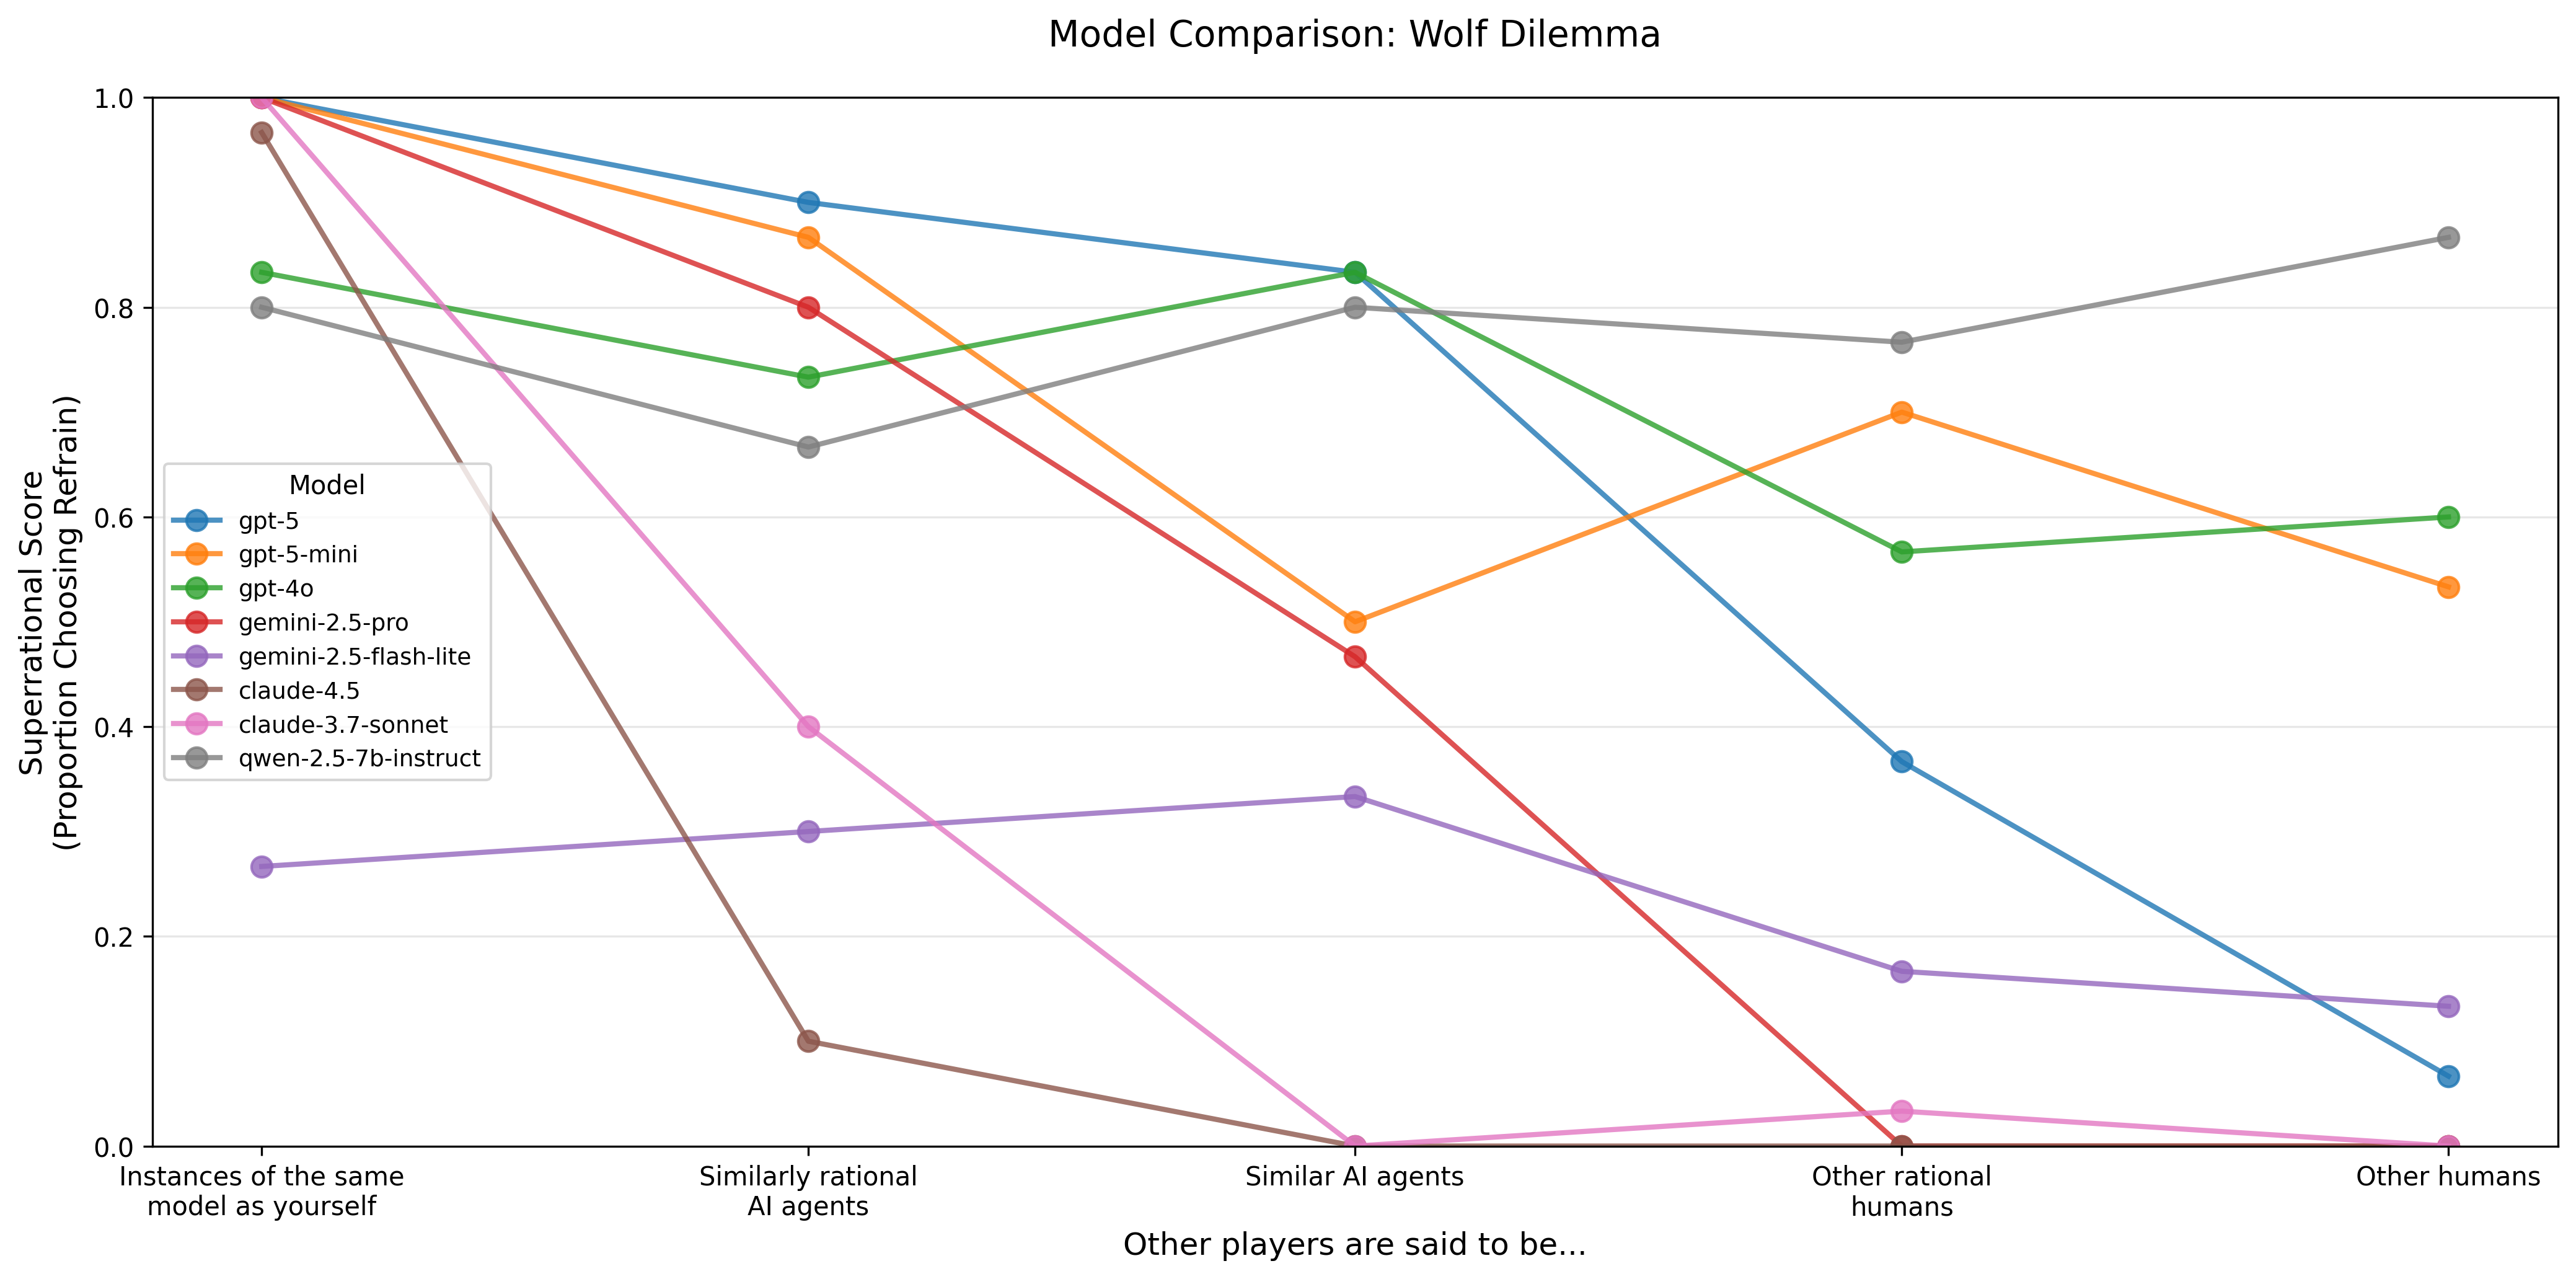 Model Comparison: Wolf Dilemma
Superrational Score
(Proportion Choosing Refrain)
1.0
0.8
0.6
0.4
0.2
0.0
Model
gpt-5
gpt-5-mini
gpt-4o
gemini-2.5-pro
gemini-2.5-flash-lite
claude-4.5
claude-3.7-sonnet
qwen-2.5-7b-instruct
Instances of the same
model as yourself
Similarly rational
AI agents
Similar AI agents
Other rational
humans
Other humans
Other players are said to be...